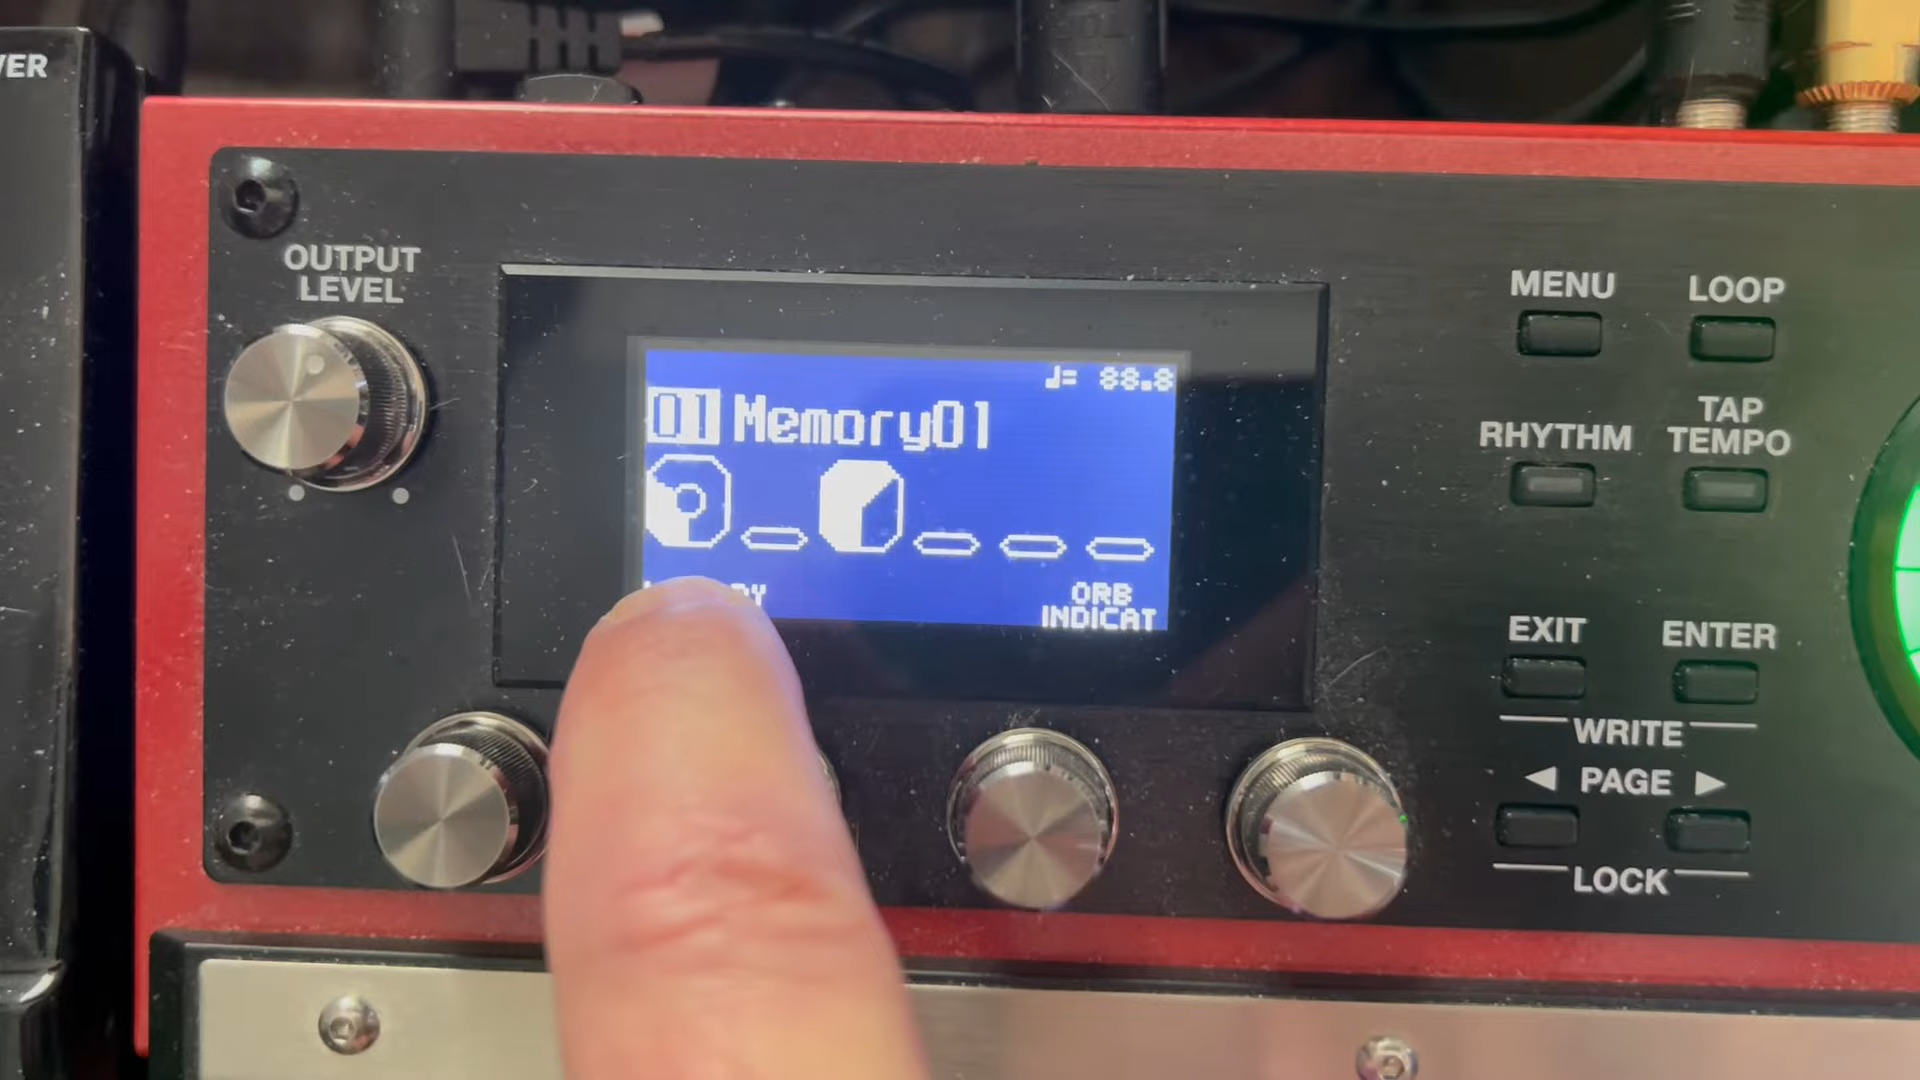 VER
OUTPUT
LEVEL
♩= 88.8
01 Memory01
ORB
INDICAT
MENU
LOOP
RHYTHM
TAP
TEMPO
EXIT
ENTER
WRITE
◀ PAGE ▶
LOCK